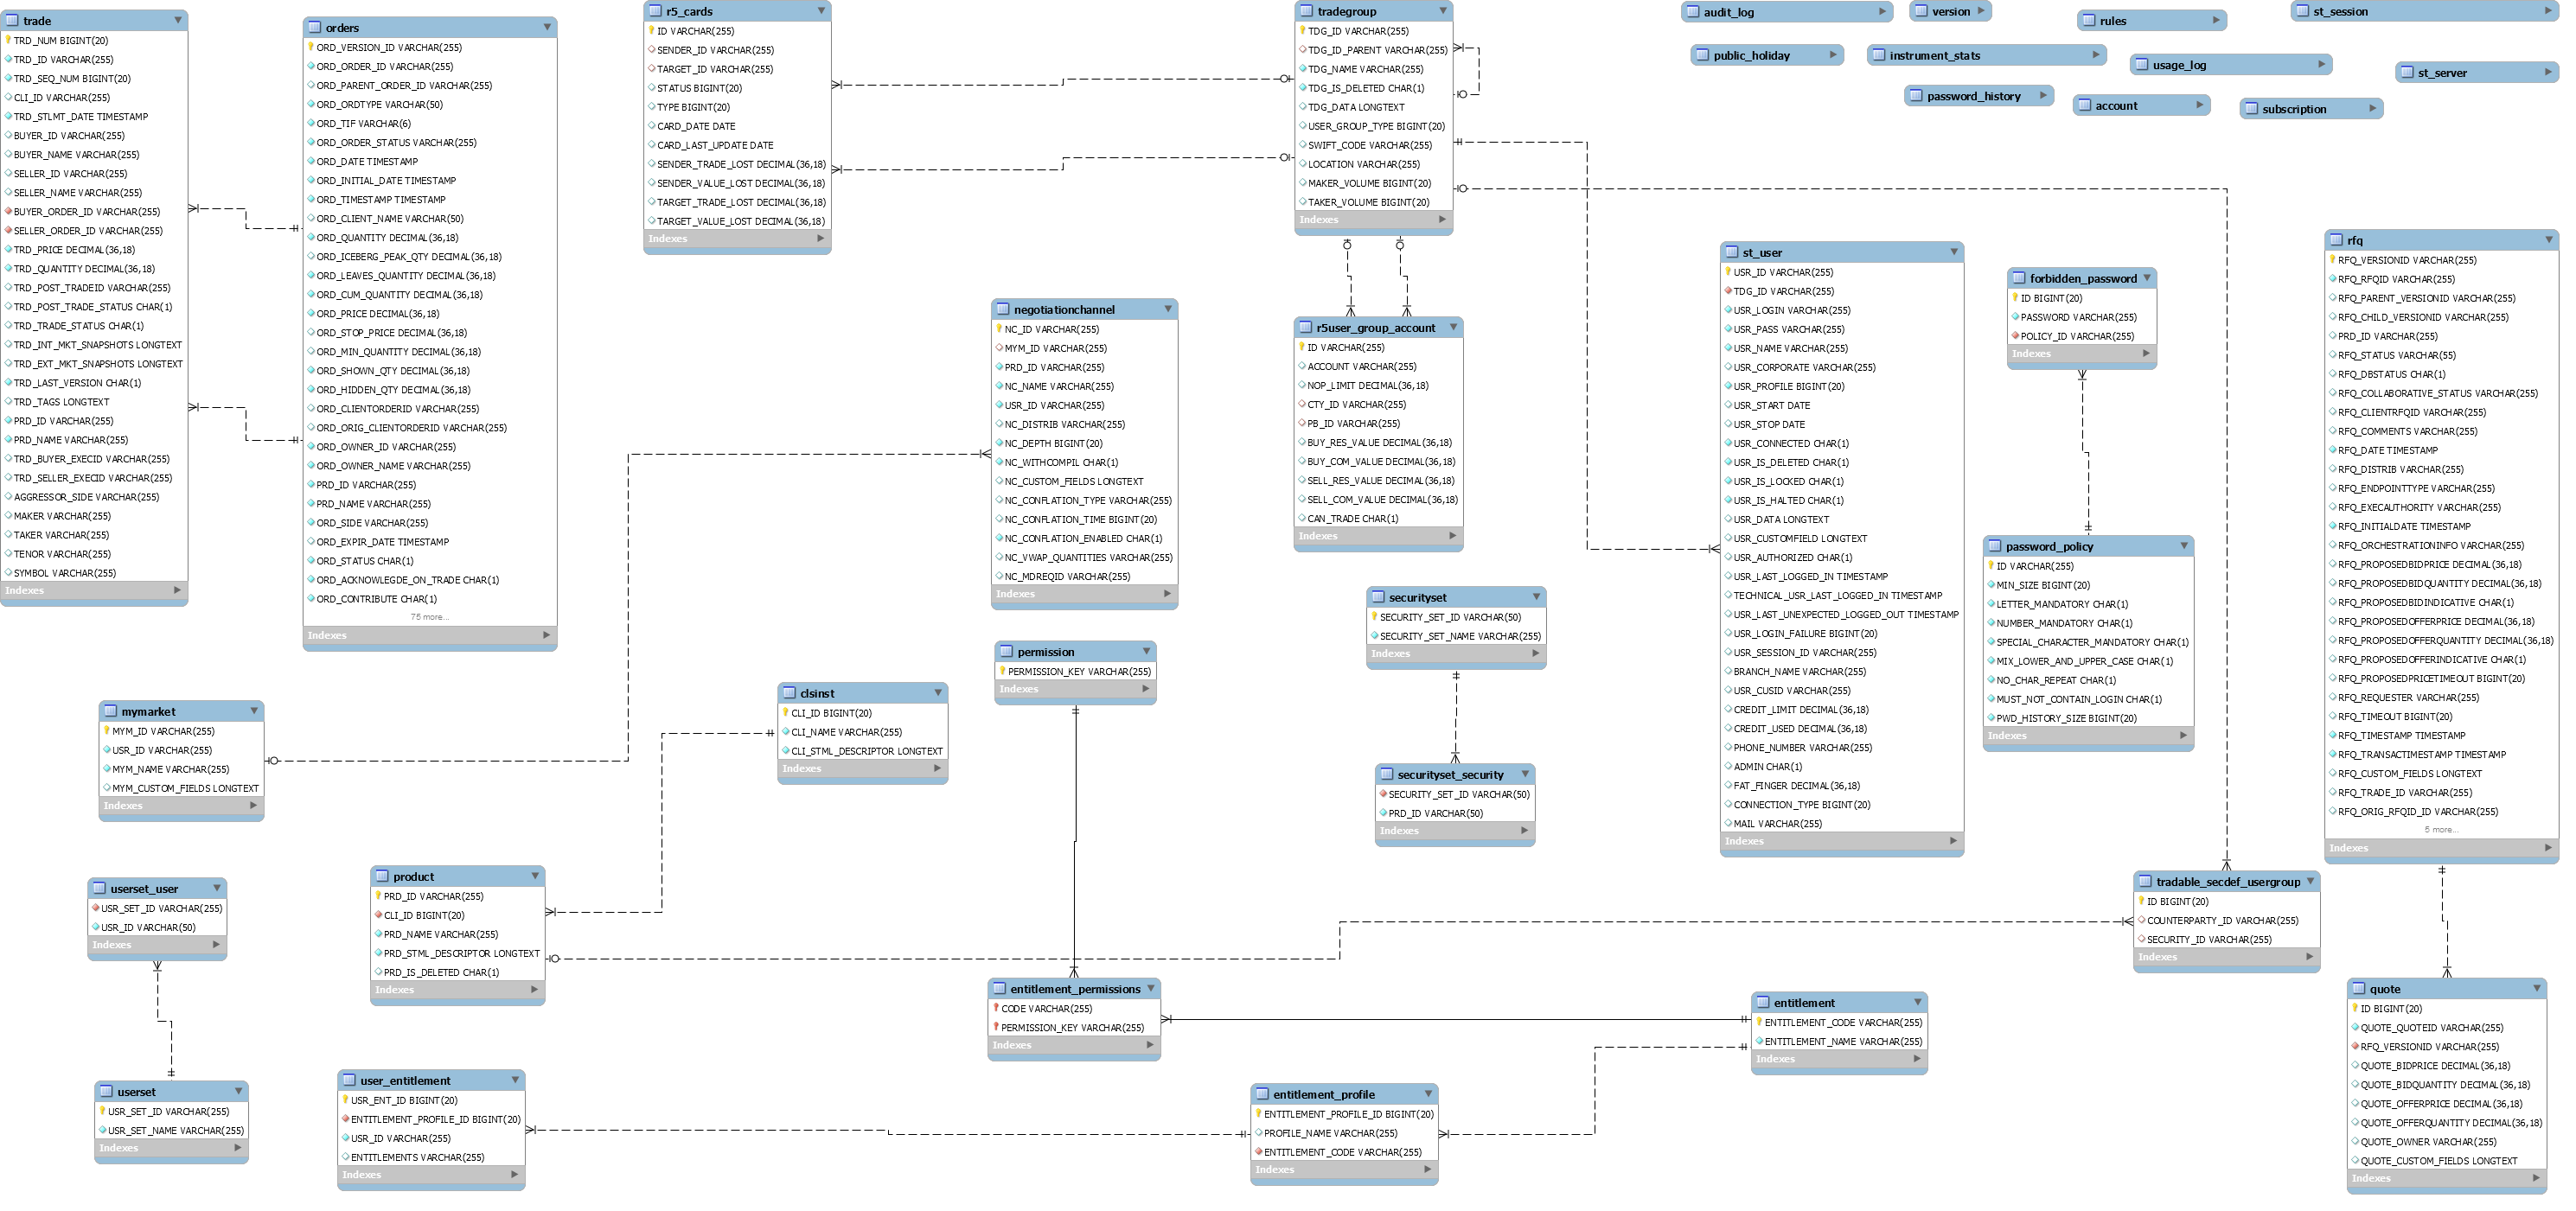 trade
TRD_NUM BIGINT(20)
TRD_ID VARCHAR(255)
TRD_SEQ_NUM BIGINT(20)
CLI_ID VARCHAR(255)
TRD_STLMT_DATE TIMESTAMP
BUYER_ID VARCHAR(255)
BUYER_NAME VARCHAR(255)
SELLER_ID VARCHAR(255)
SELLER_NAME VARCHAR(255)
BUYER_ORDER_ID VARCHAR(255)
SELLER_ORDER_ID VARCHAR(255)
TRD_PRICE DECIMAL(36,18)
TRD_QUANTITY DECIMAL(36,18)
TRD_POST_TRADEID VARCHAR(255)
TRD_POST_TRADE_STATUS CHAR(1)
TRD_TRADE_STATUS CHAR(1)
TRD_INT_MKT_SNAPSHOTS LONGTEXT
TRD_EXT_MKT_SNAPSHOTS LONGTEXT
TRD_LAST_VERSION CHAR(1)
TRD_TAGS LONGTEXT
PRD_ID VARCHAR(255)
PRD_NAME VARCHAR(255)
TRD_BUYER_EXECID VARCHAR(255)
TRD_SELLER_EXECID VARCHAR(255)
AGGRESSOR_SIDE VARCHAR(255)
MAKER VARCHAR(255)
TAKER VARCHAR(255)
TENOR VARCHAR(255)
SYMBOL VARCHAR(255)
Indexes
orders
ORD_VERSION_ID VARCHAR(255)
ORD_ORDER_ID VARCHAR(255)
ORD_PARENT_ORDER_ID VARCHAR(255)
ORD_ORDTYPE VARCHAR(50)
ORD_TIF VARCHAR(6)
ORD_ORDER_STATUS VARCHAR(255)
ORD_DATE TIMESTAMP
ORD_INITIAL_DATE TIMESTAMP
ORD_TIMESTAMP TIMESTAMP
ORD_CLIENT_NAME VARCHAR(50)
ORD_QUANTITY DECIMAL(36,18)
ORD_ICEBERG_PEAK_QTY DECIMAL(36,18)
ORD_LEAVES_QUANTITY DECIMAL(36,18)
ORD_CUM_QUANTITY DECIMAL(36,18)
ORD_PRICE DECIMAL(36,18)
ORD_STOP_PRICE DECIMAL(36,18)
ORD_MIN_QUANTITY DECIMAL(36,18)
ORD_SHOWN_QTY DECIMAL(36,18)
ORD_HIDDEN_QTY DECIMAL(36,18)
ORD_CLIENTORDERID VARCHAR(255)
ORD_ORIG_CLIENTORDERID VARCHAR(255)
ORD_OWNER_ID VARCHAR(255)
ORD_OWNER_NAME VARCHAR(255)
PRD_ID VARCHAR(255)
PRD_NAME VARCHAR(255)
ORD_SIDE VARCHAR(255)
ORD_EXPIR_DATE TIMESTAMP
ORD_STATUS CHAR(1)
ORD_ACKNOWLEGDE_ON_TRADE CHAR(1)
ORD_CONTRIBUTE CHAR(1)
75 more...
Indexes
r5_cards
ID VARCHAR(255)
SENDER_ID VARCHAR(255)
TARGET_ID VARCHAR(255)
STATUS BIGINT(20)
TYPE BIGINT(20)
CARD_DATE DATE
CARD_LAST_UPDATE DATE
SENDER_TRADE_LOST DECIMAL(36,18)
SENDER_VALUE_LOST DECIMAL(36,18)
TARGET_TRADE_LOST DECIMAL(36,18)
TARGET_VALUE_LOST DECIMAL(36,18)
Indexes
tradegroup
TDG_ID VARCHAR(255)
TDG_ID_PARENT VARCHAR(255)
TDG_NAME VARCHAR(255)
TDG_IS_DELETED CHAR(1)
TDG_DATA LONGTEXT
USER_GROUP_TYPE BIGINT(20)
SWIFT_CODE VARCHAR(255)
LOCATION VARCHAR(255)
MAKER_VOLUME BIGINT(20)
TAKER_VOLUME BIGINT(20)
Indexes
audit_log
version
rules
st_session
public_holiday
instrument_stats
usage_log
st_server
password_history
account
subscription
negotiationchannel
NC_ID VARCHAR(255)
MYM_ID VARCHAR(255)
PRD_ID VARCHAR(255)
NC_NAME VARCHAR(255)
USR_ID VARCHAR(255)
NC_DISTRIB VARCHAR(255)
NC_DEPTH BIGINT(20)
NC_WITHCOMPIL CHAR(1)
NC_CUSTOM_FIELDS LONGTEXT
NC_CONFLATION_TYPE VARCHAR(255)
NC_CONFLATION_TIME BIGINT(20)
NC_CONFLATION_ENABLED CHAR(1)
NC_VWAP_QUANTITIES VARCHAR(255)
NC_MDREQID VARCHAR(255)
Indexes
r5user_group_account
ID VARCHAR(255)
ACCOUNT VARCHAR(255)
NOP_LIMIT DECIMAL(36,18)
CTY_ID VARCHAR(255)
PB_ID VARCHAR(255)
BUY_RES_VALUE DECIMAL(36,18)
BUY_COM_VALUE DECIMAL(36,18)
SELL_RES_VALUE DECIMAL(36,18)
SELL_COM_VALUE DECIMAL(36,18)
CAN_TRADE CHAR(1)
Indexes
st_user
USR_ID VARCHAR(255)
TDG_ID VARCHAR(255)
USR_LOGIN VARCHAR(255)
USR_PASS VARCHAR(255)
USR_NAME VARCHAR(255)
USR_CORPORATE VARCHAR(255)
USR_PROFILE BIGINT(20)
USR_START DATE
USR_STOP DATE
USR_CONNECTED CHAR(1)
USR_IS_DELETED CHAR(1)
USR_IS_LOCKED CHAR(1)
USR_IS_HALTED CHAR(1)
USR_DATA LONGTEXT
USR_CUSTOMFIELD LONGTEXT
USR_AUTHORIZED CHAR(1)
USR_LAST_LOGGED_IN TIMESTAMP
TECHNICAL_USR_LAST_LOGGED_IN TIMESTAMP
USR_LAST_UNEXPECTED_LOGGED_OUT TIMESTAMP
USR_LOGIN_FAILURE BIGINT(20)
USR_SESSION_ID VARCHAR(255)
BRANCH_NAME VARCHAR(255)
USR_CUSID VARCHAR(255)
CREDIT_LIMIT DECIMAL(36,18)
CREDIT_USED DECIMAL(36,18)
PHONE_NUMBER VARCHAR(255)
ADMIN CHAR(1)
FAT_FINGER DECIMAL(36,18)
CONNECTION_TYPE BIGINT(20)
MAIL VARCHAR(255)
Indexes
forbidden_password
ID BIGINT(20)
PASSWORD VARCHAR(255)
POLICY_ID VARCHAR(255)
Indexes
password_policy
ID VARCHAR(255)
MIN_SIZE BIGINT(20)
LETTER_MANDATORY CHAR(1)
NUMBER_MANDATORY CHAR(1)
SPECIAL_CHARACTER_MANDATORY CHAR(1)
MIX_LOWER_AND_UPPER_CASE CHAR(1)
NO_CHAR_REPEAT CHAR(1)
MUST_NOT_CONTAIN_LOGIN CHAR(1)
PWD_HISTORY_SIZE BIGINT(20)
Indexes
rfq
RFQ_VERSIONID VARCHAR(255)
RFQ_RFQID VARCHAR(255)
RFQ_PARENT_VERSIONID VARCHAR(255)
RFQ_CHILD_VERSIONID VARCHAR(255)
PRD_ID VARCHAR(255)
RFQ_STATUS VARCHAR(55)
RFQ_DBSTATUS CHAR(1)
RFQ_COLLABORATIVE_STATUS VARCHAR(255)
RFQ_CLIENTRFQID VARCHAR(255)
RFQ_COMMENTS VARCHAR(255)
RFQ_DATE TIMESTAMP
RFQ_DISTRIB VARCHAR(255)
RFQ_ENDPOINTTYPE VARCHAR(255)
RFQ_EXECAUTHORITY VARCHAR(255)
RFQ_INITIALDATE TIMESTAMP
RFQ_ORCHESTRATIONINFO VARCHAR(255)
RFQ_PROPOSEDBIDPRICE DECIMAL(36,18)
RFQ_PROPOSEDBIDQUANTITY DECIMAL(36,18)
RFQ_PROPOSEDBIDINDICATIVE CHAR(1)
RFQ_PROPOSEDOFFERPRICE DECIMAL(36,18)
RFQ_PROPOSEDOFFERQUANTITY DECIMAL(36,18)
RFQ_PROPOSEDOFFERINDICATIVE CHAR(1)
RFQ_PROPOSEDPRICETIMEOUT BIGINT(20)
RFQ_REQUESTER VARCHAR(255)
RFQ_TIMEOUT BIGINT(20)
RFQ_TIMESTAMP TIMESTAMP
RFQ_TRANSACTIMESTAMP TIMESTAMP
RFQ_CUSTOM_FIELDS LONGTEXT
RFQ_TRADE_ID VARCHAR(255)
RFQ_ORIG_RFQID_ID VARCHAR(255)
5 more...
Indexes
securityset
SECURITY_SET_ID VARCHAR(50)
SECURITY_SET_NAME VARCHAR(255)
Indexes
permission
PERMISSION_KEY VARCHAR(255)
Indexes
clsinst
CLI_ID BIGINT(20)
CLI_NAME VARCHAR(255)
CLI_STML_DESCRIPTOR LONGTEXT
Indexes
mymarket
MYM_ID VARCHAR(255)
USR_ID VARCHAR(255)
MYM_NAME VARCHAR(255)
MYM_CUSTOM_FIELDS LONGTEXT
Indexes
securityset_security
SECURITY_SET_ID VARCHAR(50)
PRD_ID VARCHAR(50)
Indexes
userset_user
USR_SET_ID VARCHAR(255)
USR_ID VARCHAR(50)
Indexes
product
PRD_ID VARCHAR(255)
CLI_ID BIGINT(20)
PRD_NAME VARCHAR(255)
PRD_STML_DESCRIPTOR LONGTEXT
PRD_IS_DELETED CHAR(1)
Indexes
tradable_secdef_usergroup
ID BIGINT(20)
COUNTERPARTY_ID VARCHAR(255)
SECURITY_ID VARCHAR(255)
Indexes
entitlement_permissions
CODE VARCHAR(255)
PERMISSION_KEY VARCHAR(255)
Indexes
entitlement
ENTITLEMENT_CODE VARCHAR(255)
ENTITLEMENT_NAME VARCHAR(255)
Indexes
quote
ID BIGINT(20)
QUOTE_QUOTEID VARCHAR(255)
RFQ_VERSIONID VARCHAR(255)
QUOTE_BIDPRICE DECIMAL(36,18)
QUOTE_BIDQUANTITY DECIMAL(36,18)
QUOTE_OFFERPRICE DECIMAL(36,18)
QUOTE_OFFERQUANTITY DECIMAL(36,18)
QUOTE_OWNER VARCHAR(255)
QUOTE_CUSTOM_FIELDS LONGTEXT
Indexes
userset
USR_SET_ID VARCHAR(255)
USR_SET_NAME VARCHAR(255)
Indexes
user_entitlement
USR_ENT_ID BIGINT(20)
ENTITLEMENT_PROFILE_ID BIGINT(20)
USR_ID VARCHAR(255)
ENTITLEMENTS VARCHAR(255)
Indexes
entitlement_profile
ENTITLEMENT_PROFILE_ID BIGINT(20)
PROFILE_NAME VARCHAR(255)
ENTITLEMENT_CODE VARCHAR(255)
Indexes